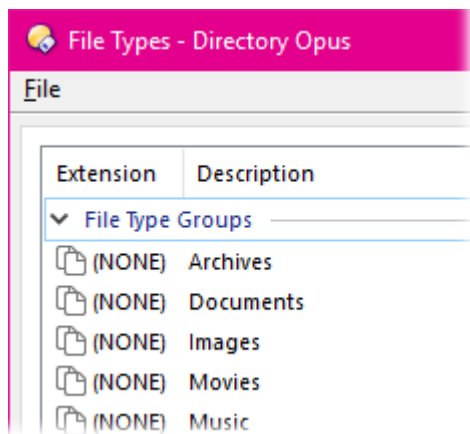 File Types - Directory Opus
File
Extension Description
File Type Groups
(NONE) Archives
(NONE) Documents
(NONE) Images
(NONE) Movies
(NONE) Music